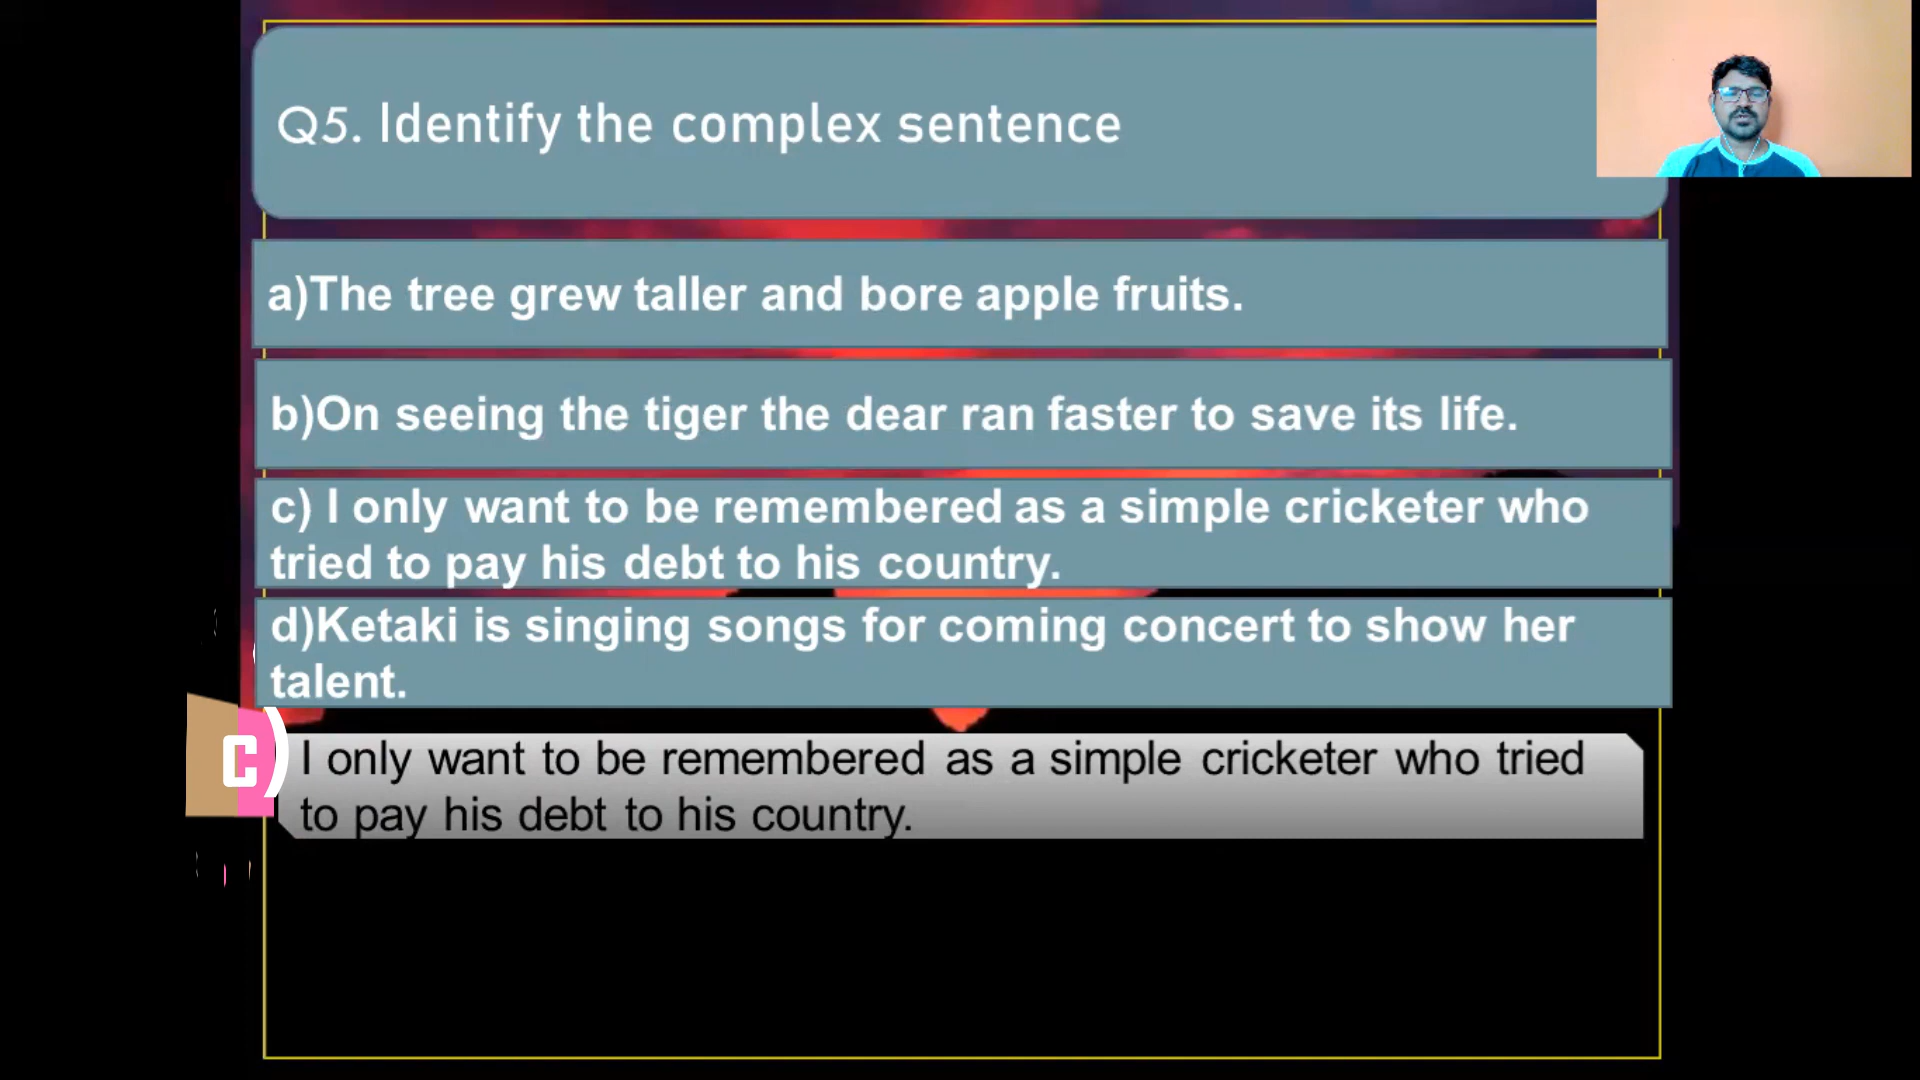 Q5. Identify the complex sentence
a)The tree grew taller and bore apple fruits.
b)On seeing the tiger the dear ran faster to save its life.
c) I only want to be remembered as a simple cricketer who
tried to pay his debt to his country.
d)Ketaki is singing songs for coming concert to show her
talent.
C)
I only want to be remembered as a simple cricketer who tried
to pay his debt to his country.